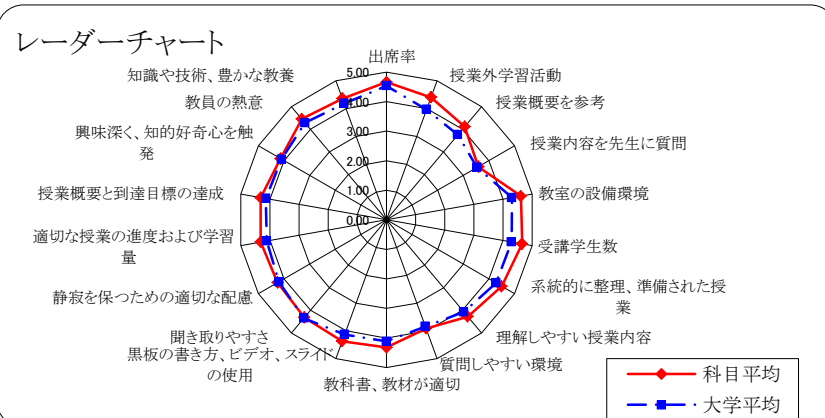 レーダーチャート
出席率
授業外学習活動
授業概要を参考
授業内容を先生に質問
教室の設備環境
受講学生数
系統的に整理、準備された授
業
理解しやすい授業内容
質問しやすい環境
教科書、教材が適切
黒板の書き方、ビデオ、スライド
の使用
聞き取りやすさ
静寂を保つための適切な配慮
適切な授業の進度および学習
量
授業概要と到達目標の達成
興味深く、知的好奇心を触
発
教員の熱意
知識や技術、豊かな教養
5.00
4.00
3.00
2.00
1.00
0.00
科目平均
大学平均